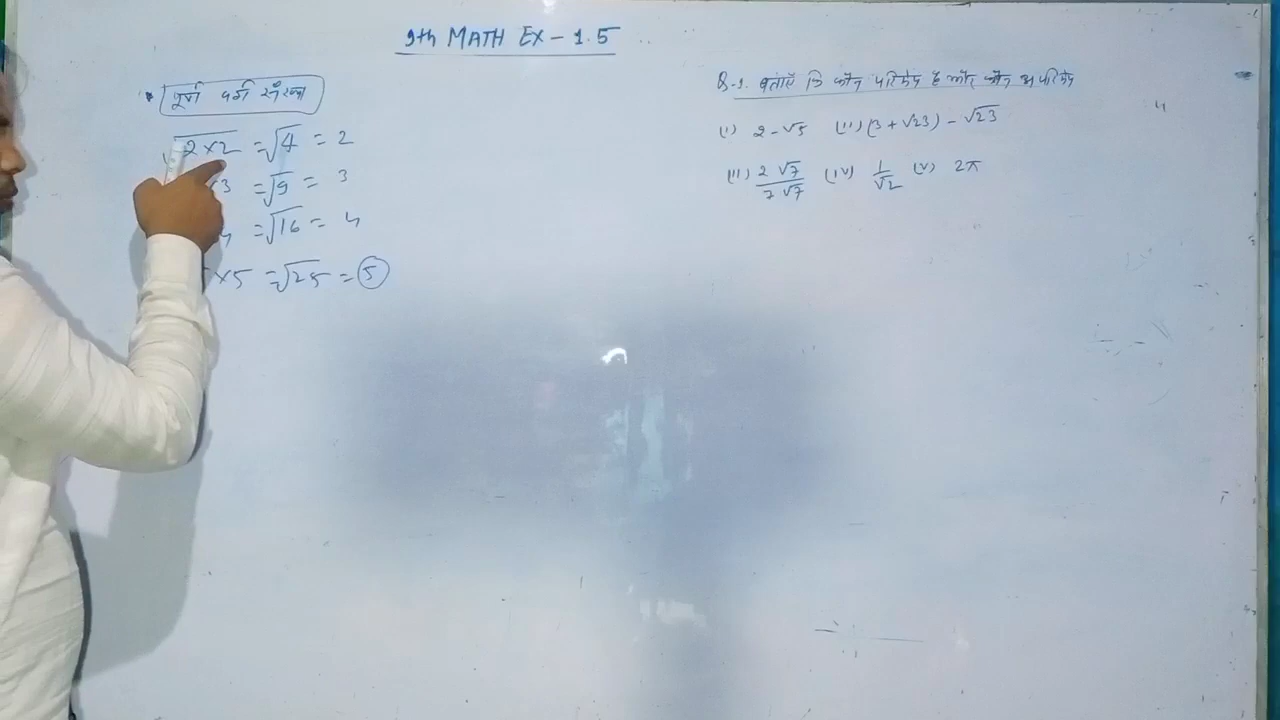 9th MATH EX - 1.5
पूर्ण वर्ग संख्या
√2×2 = √4 = 2
×3 = √9 = 3
4 = √16 = 4
×5 = √25 = 5
Q-1. बताएँ कि कौन परिमेय है और कौन अपरिमेय
(i) 2-√5 (ii) (3+√23) - √23
(iii) 2√7/7√7 (iv) 1/√2 (v) 2π